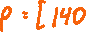 ρ = [ 140